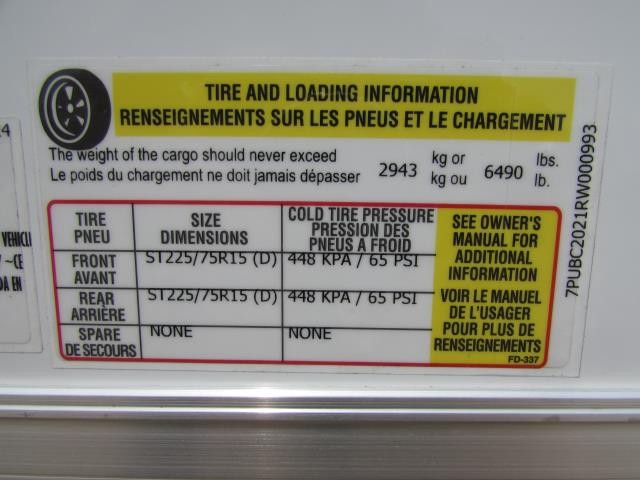 TIRE AND LOADING INFORMATION
RENSEIGNEMENTS SUR LES PNEUS ET LE CHARGEMENT
The weight of the cargo should never exceed 2943 kg or 6490 lbs.
Le poids du chargement ne doit jamais dépasser kg ou lb.
TIRE PNEU
SIZE DIMENSIONS
COLD TIRE PRESSURE
PRESSION DES
PNEUS A FROID
FRONT AVANT
ST225/75R15 (D)
448 KPA / 65 PSI
REAR ARRIÈRE
ST225/75R15 (D)
448 KPA / 65 PSI
SPARE DE SECOURS
NONE
NONE
SEE OWNER'S
MANUAL FOR
ADDITIONAL
INFORMATION
VOIR LE MANUEL
DE L'USAGER
POUR PLUS DE
RENSEIGNEMENTS
FD-337
7PUBC2021RW000993